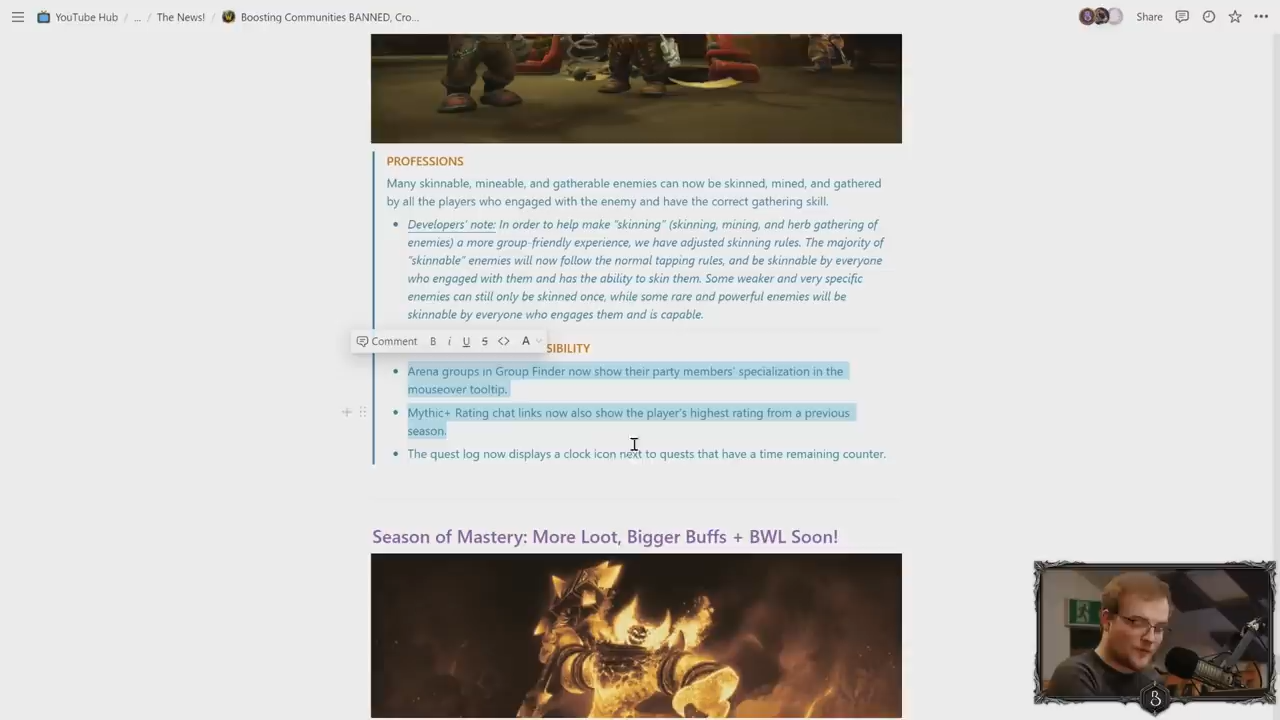 YouTube Hub / ... / The News! / Boosting Communities BANNED, Cro...
Share
PROFESSIONS
Many skinnable, mineable, and gatherable enemies can now be skinned, mined, and gathered
by all the players who engaged with the enemy and have the correct gathering skill.
• Developers' note: In order to help make "skinning" (skinning, mining, and herb gathering of
enemies) a more group-friendly experience, we have adjusted skinning rules. The majority of
"skinnable" enemies will now follow the normal tapping rules, and be skinnable by everyone
who engaged with them and has the ability to skin them. Some weaker and very specific
enemies can still only be skinned once, while some rare and powerful enemies will be
skinnable by everyone who engages them and is capable.
Comment B i U S <> A
SIBILITY
• Arena groups in Group Finder now show their party members' specialization in the
mouseover tooltip.
• Mythic+ Rating chat links now also show the player's highest rating from a previous
season.
• The quest log now displays a clock icon next to quests that have a time remaining counter.
Season of Mastery: More Loot, Bigger Buffs + BWL Soon!